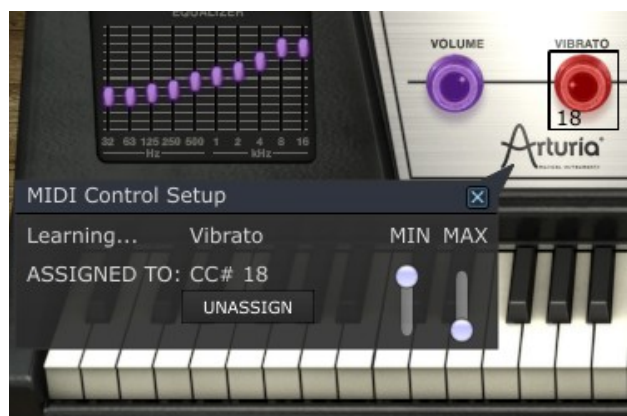 EQUALIZER
VOLUME
VIBRATO
18
32 63 125 250 500 1 2 4 8 16
Hz kHz
Arturia
MIDI Control Setup
Learning... Vibrato MIN MAX
ASSIGNED TO: CC# 18
UNASSIGN